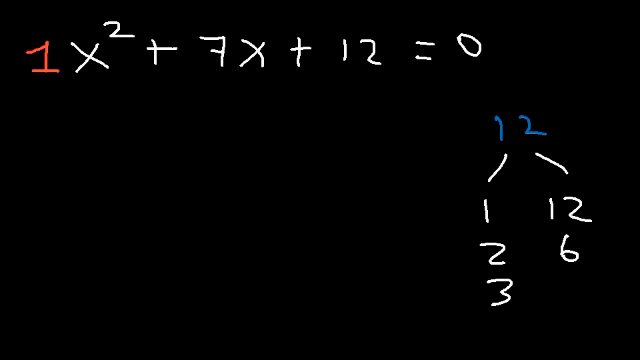 1x² + 7x + 12 = 0
12
1 12
2 6
3